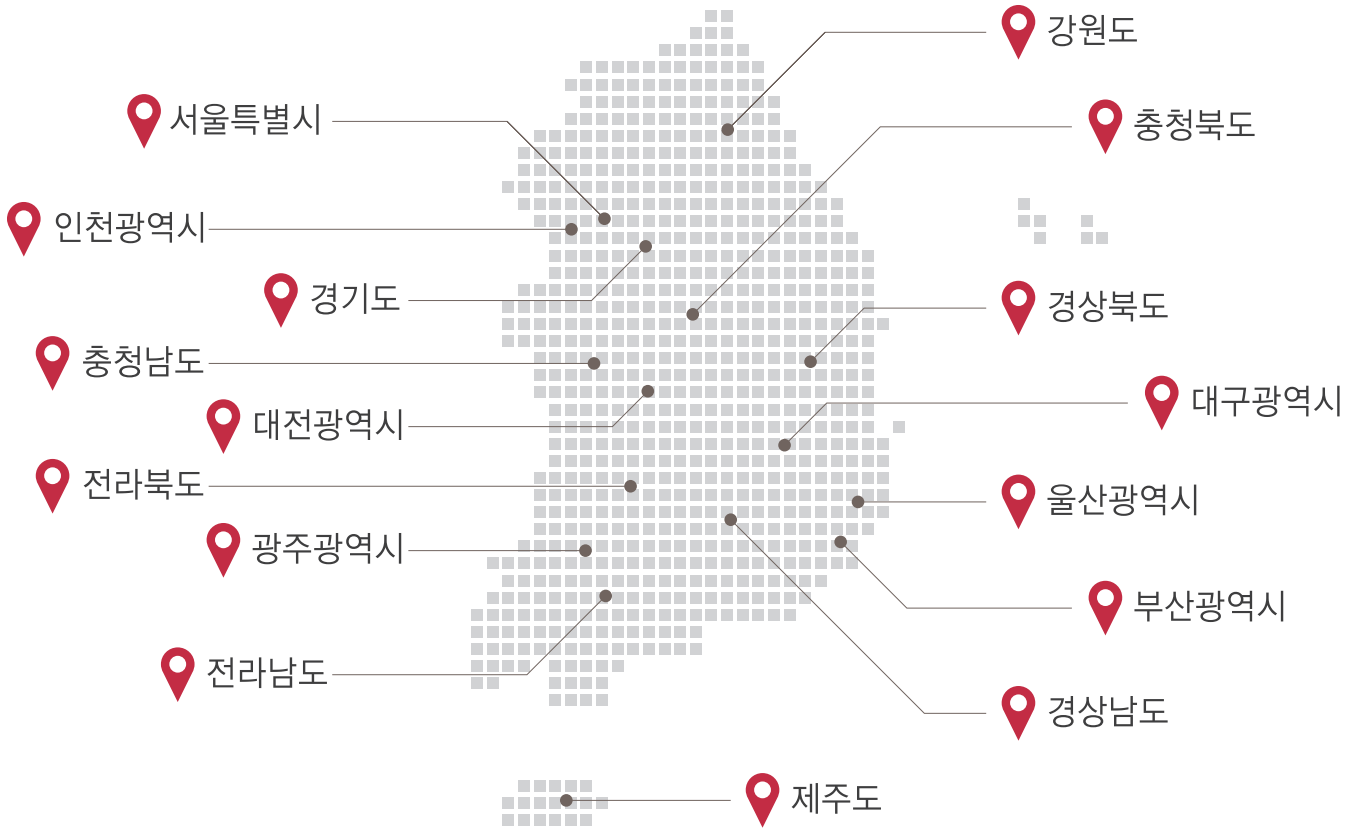 강원도
서울특별시
충청북도
인천광역시
경기도
경상북도
충청남도
대구광역시
대전광역시
전라북도
울산광역시
광주광역시
부산광역시
전라남도
경상남도
제주도